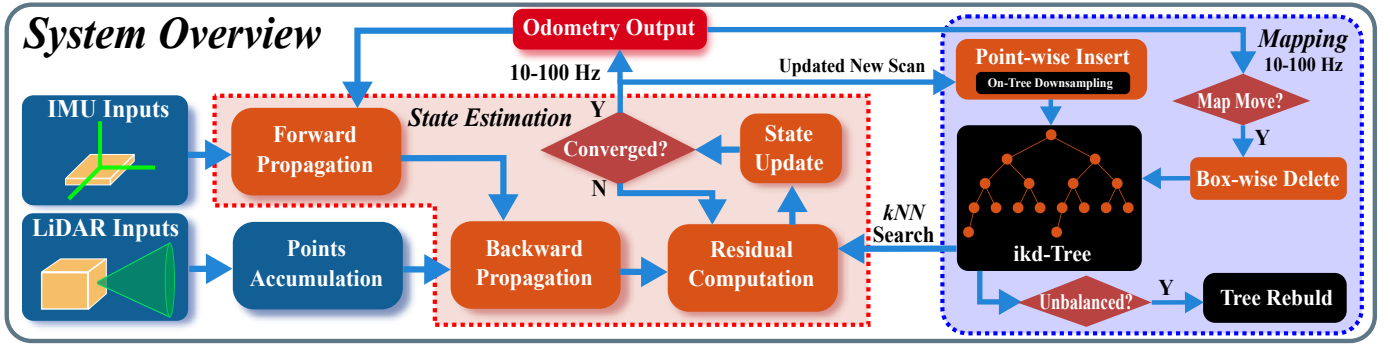 System Overview
Odometry Output
10-100 Hz
Updated New Scan
Mapping
10-100 Hz
Point-wise Insert
On-Tree Downsampling
Map Move?
Y
Box-wise Delete
IMU Inputs
Forward
Propagation
State Estimation
Y
Converged?
N
State
Update
LiDAR Inputs
Points
Accumulation
Backward
Propagation
Residual
Computation
kNN
Search
ikd-Tree
Unbalanced?
Y
Tree Rebuld